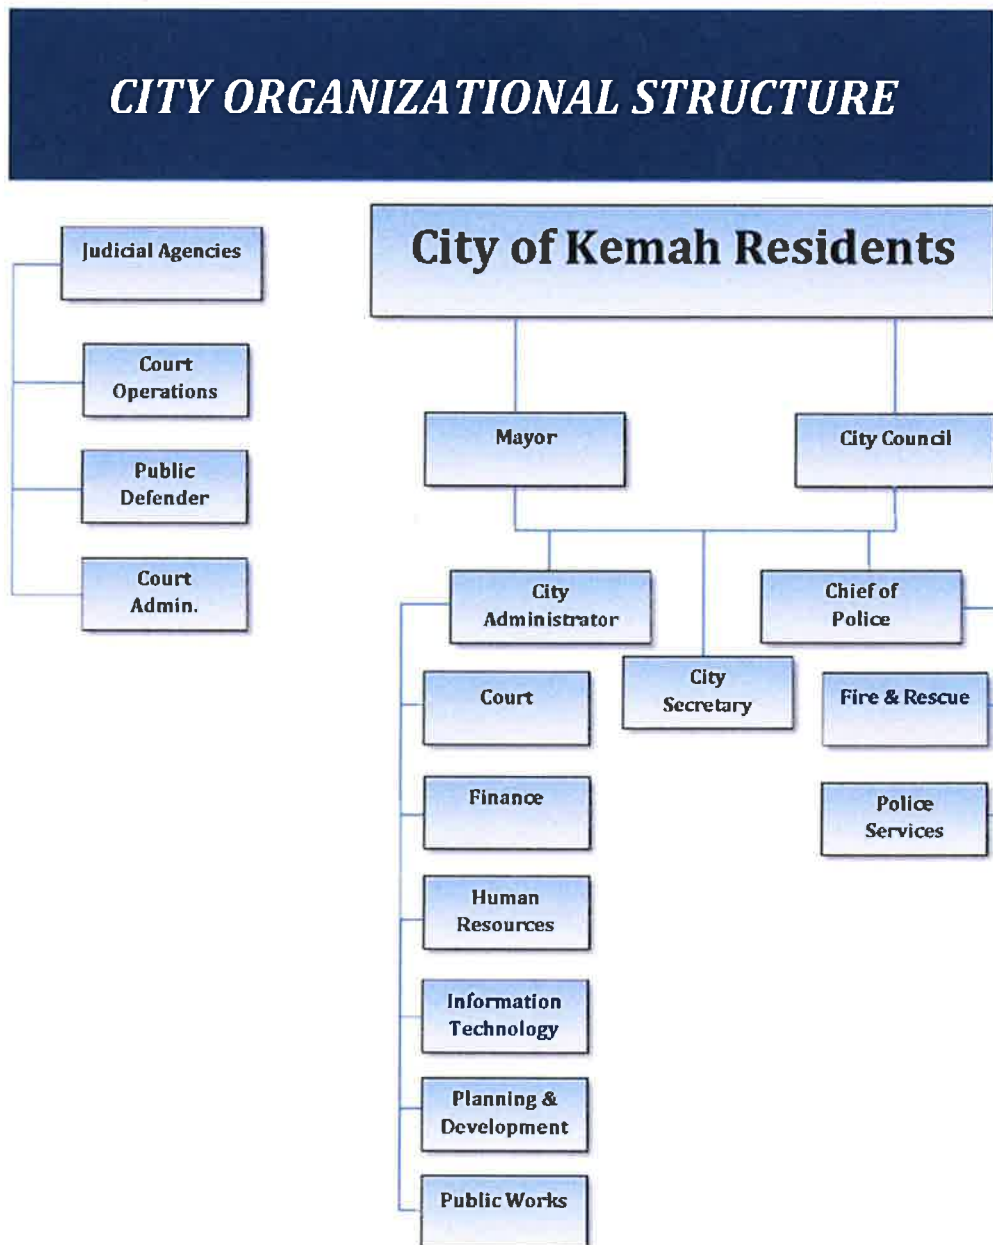 CITY ORGANIZATIONAL STRUCTURE
Judicial Agencies
Court
Operations
Public
Defender
Court
Admin.
City of Kemah Residents
Mayor
City Council
City
Administrator
Chief of
Police
City
Secretary
Court
Finance
Human
Resources
Information
Technology
Planning &
Development
Public Works
Fire & Rescue
Police
Services